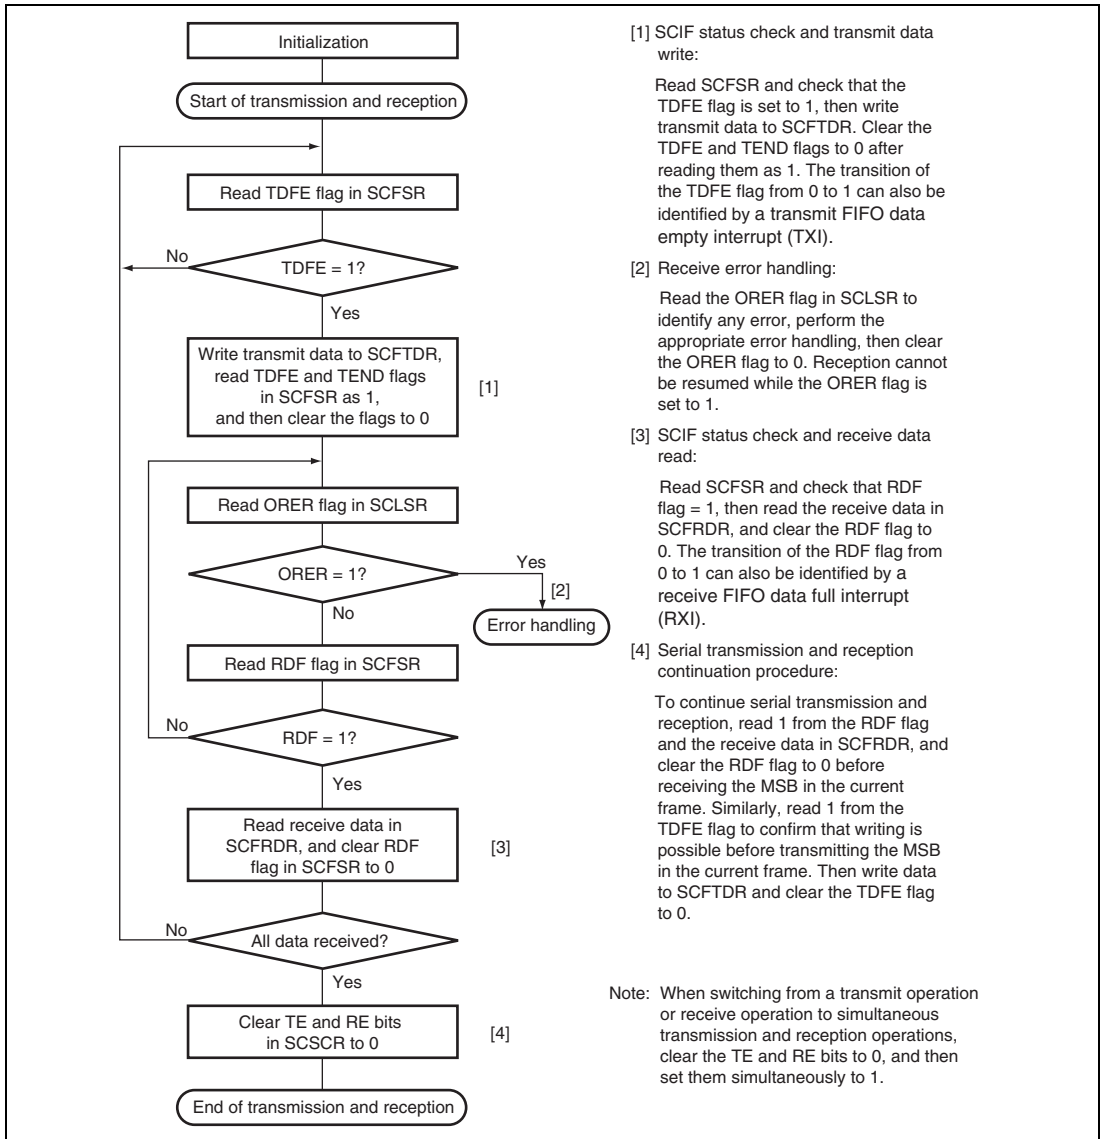 Initialization
Start of transmission and reception
Read TDFE flag in SCFSR
No
TDFE = 1?
Yes
Write transmit data to SCFTDR,
read TDFE and TEND flags
in SCFSR as 1,
and then clear the flags to 0
[1]
Read ORER flag in SCLSR
ORER = 1?
Yes
[2]
No
Error handling
Read RDF flag in SCFSR
No
RDF = 1?
Yes
Read receive data in
SCFRDR, and clear RDF
flag in SCFSR to 0
[3]
No
All data received?
Yes
Clear TE and RE bits
in SCSCR to 0
[4]
End of transmission and reception
[1] SCIF status check and transmit data
write:
Read SCFSR and check that the
TDFE flag is set to 1, then write
transmit data to SCFTDR. Clear the
TDFE and TEND flags to 0 after
reading them as 1. The transition of
the TDFE flag from 0 to 1 can also be
identified by a transmit FIFO data
empty interrupt (TXI).
[2] Receive error handling:
Read the ORER flag in SCLSR to
identify any error, perform the
appropriate error handling, then clear
the ORER flag to 0. Reception cannot
be resumed while the ORER flag is
set to 1.
[3] SCIF status check and receive data
read:
Read SCFSR and check that RDF
flag = 1, then read the receive data in
SCFRDR, and clear the RDF flag to
0. The transition of the RDF flag from
0 to 1 can also be identified by a
receive FIFO data full interrupt
(RXI).
[4] Serial transmission and reception
continuation procedure:
To continue serial transmission and
reception, read 1 from the RDF flag
and the receive data in SCFRDR, and
clear the RDF flag to 0 before
receiving the MSB in the current
frame. Similarly, read 1 from the
TDFE flag to confirm that writing is
possible before transmitting the MSB
in the current frame. Then write data
to SCFTDR and clear the TDFE flag
to 0.
Note: When switching from a transmit operation
or receive operation to simultaneous
transmission and reception operations,
clear the TE and RE bits to 0, and then
set them simultaneously to 1.